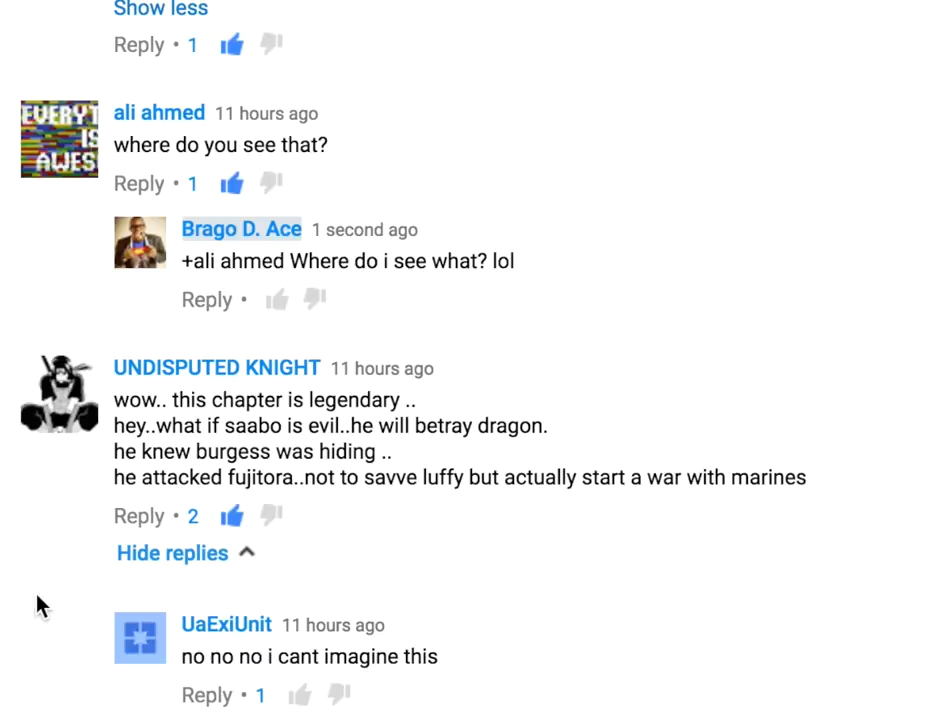 Show less
Reply • 1
EVERYT
IS
AWES
ali ahmed 11 hours ago
where do you see that?
Reply • 1
Brago D. Ace 1 second ago
+ali ahmed Where do i see what? lol
Reply •
UNDISPUTED KNIGHT 11 hours ago
wow.. this chapter is legendary ..
hey..what if saabo is evil..he will betray dragon.
he knew burgess was hiding ..
he attacked fujitora..not to savve luffy but actually start a war with marines
Reply • 2
Hide replies
UaExiUnit 11 hours ago
no no no i cant imagine this
Reply • 1